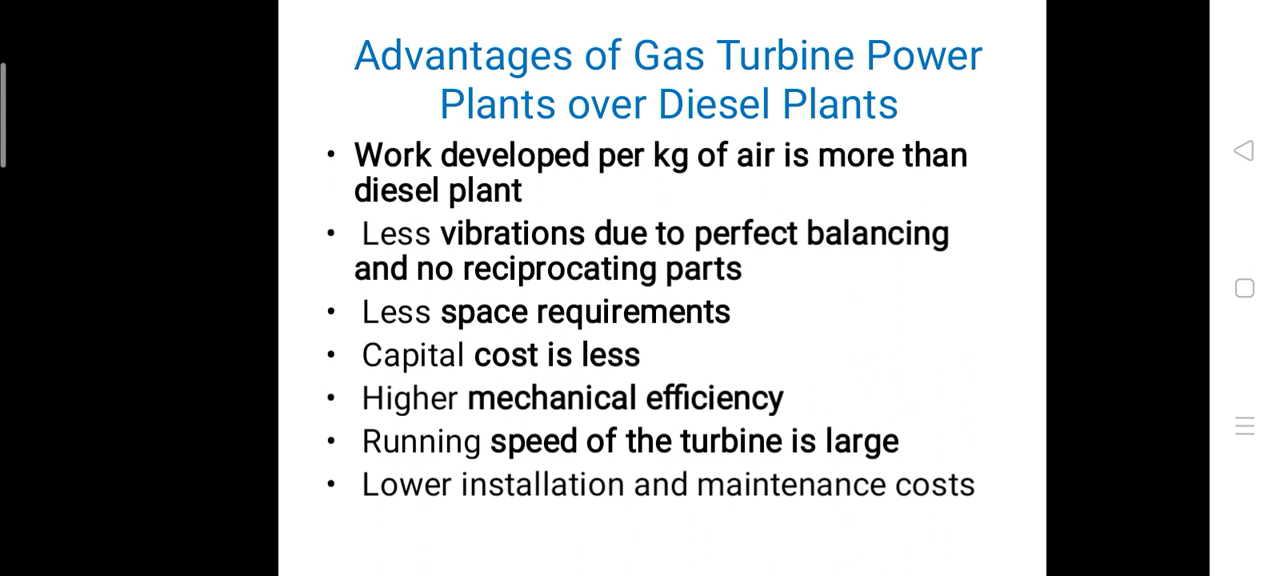 Advantages of Gas Turbine Power
Plants over Diesel Plants
• Work developed per kg of air is more than
diesel plant
• Less vibrations due to perfect balancing
and no reciprocating parts
• Less space requirements
• Capital cost is less
• Higher mechanical efficiency
• Running speed of the turbine is large
• Lower installation and maintenance costs